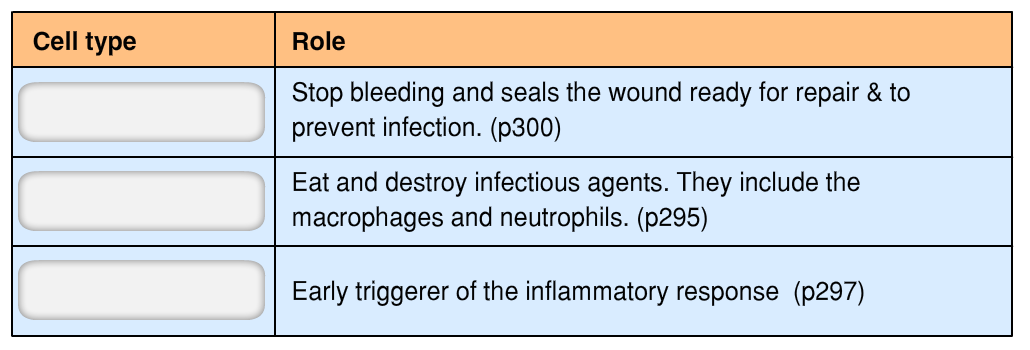 Cell type
Role
Stop bleeding and seals the wound ready for repair & to
prevent infection. (p300)
Eat and destroy infectious agents. They include the
macrophages and neutrophils. (p295)
Early triggerer of the inflammatory response (p297)